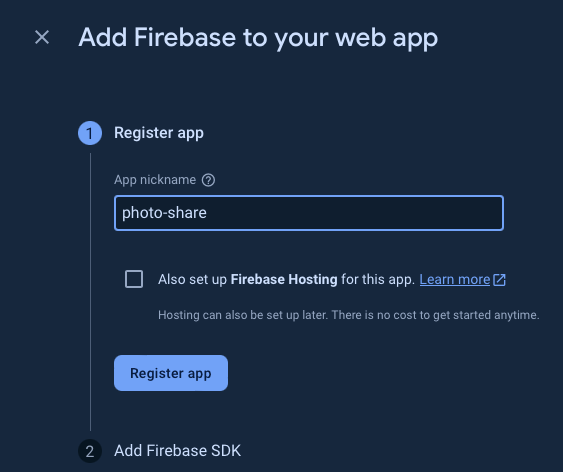 Add Firebase to your web app
1 Register app
App nickname
photo-share
Also set up Firebase Hosting for this app. Learn more
Hosting can also be set up later. There is no cost to get started anytime.
Register app
2 Add Firebase SDK